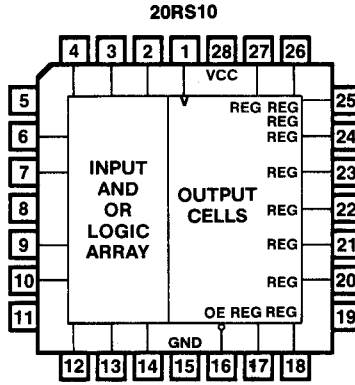 20RS10
4 3 2 1 28 27 26
VCC
5 25
REG REG
REG
6 REG 24
INPUT
AND
OR
LOGIC
ARRAY
OUTPUT
CELLS
7 REG 23
8 REG 22
9 REG 21
10 REG 20
11 19
OE REG REG
GND
12 13 14 15 16 17 18